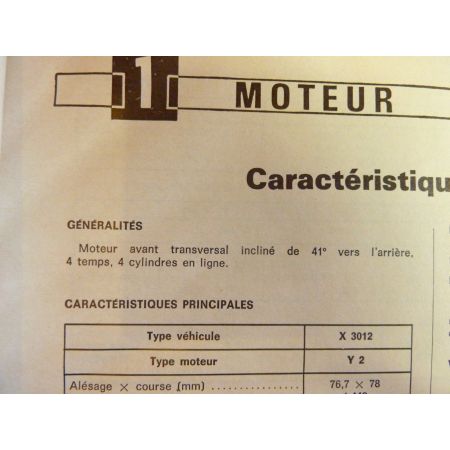 1
MOTEUR
Caractéristiqu
GÉNÉRALITÉS
Moteur avant transversal incliné de 41° vers l'arrière,
4 temps, 4 cylindres en ligne.
CARACTÉRISTIQUES PRINCIPALES
Type véhicule X 3012
Type moteur Y 2
Alésage × course (mm) ................ 76,7 × 78